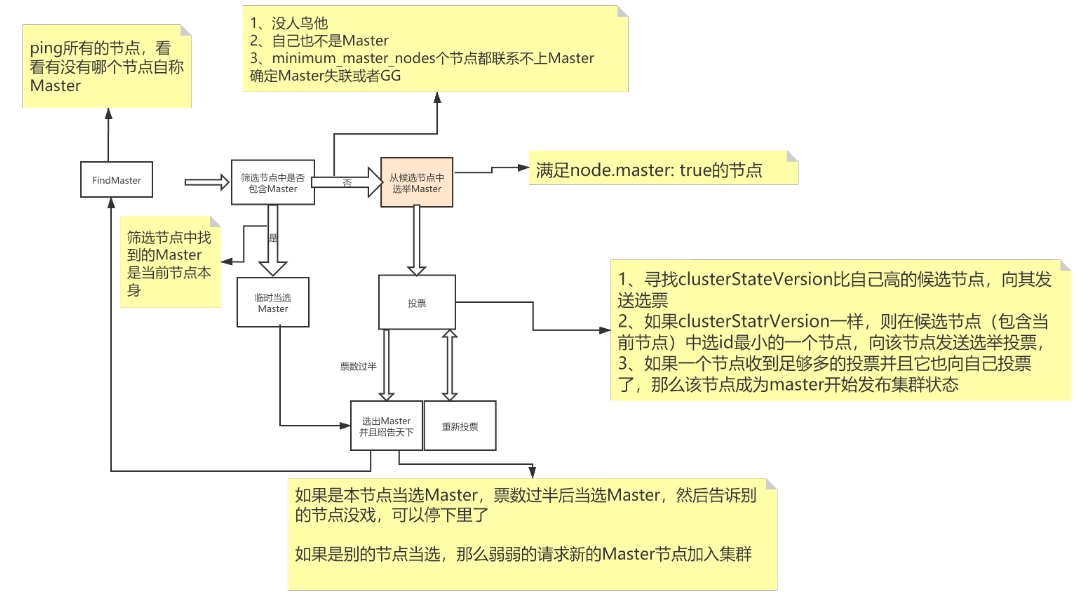 ping所有的节点，看
看有没有哪个节点自称
Master
1、没人鸟他
2、自己也不是Master
3、minimum_master_nodes个节点都联系不上Master
确定Master失联或者GG
FindMaster
筛选节点中是否
包含Master
否
从候选节点中
选举Master
满足node.master: true的节点
筛选节点中找
到的Master
是当前节点本
身
是
临时当选
Master
投票
1、寻找clusterStateVersion比自己高的候选节点，向其发
送选票
2、如果clusterStatrVersion一样，则在候选节点（包含当
前节点）中选id最小的一个节点，向该节点发送选举投票，
3、如果一个节点收到足够多的投票并且它也向自己投票
了，那么该节点成为master开始发布集群状态
票数过半
选出Master
并且昭告天下
重新投票
如果是本节点当选Master，票数过半后当选Master，然后告诉别
的节点没戏，可以停下里了
如果是别的节点当选，那么弱弱的请求新的Master节点加入集群